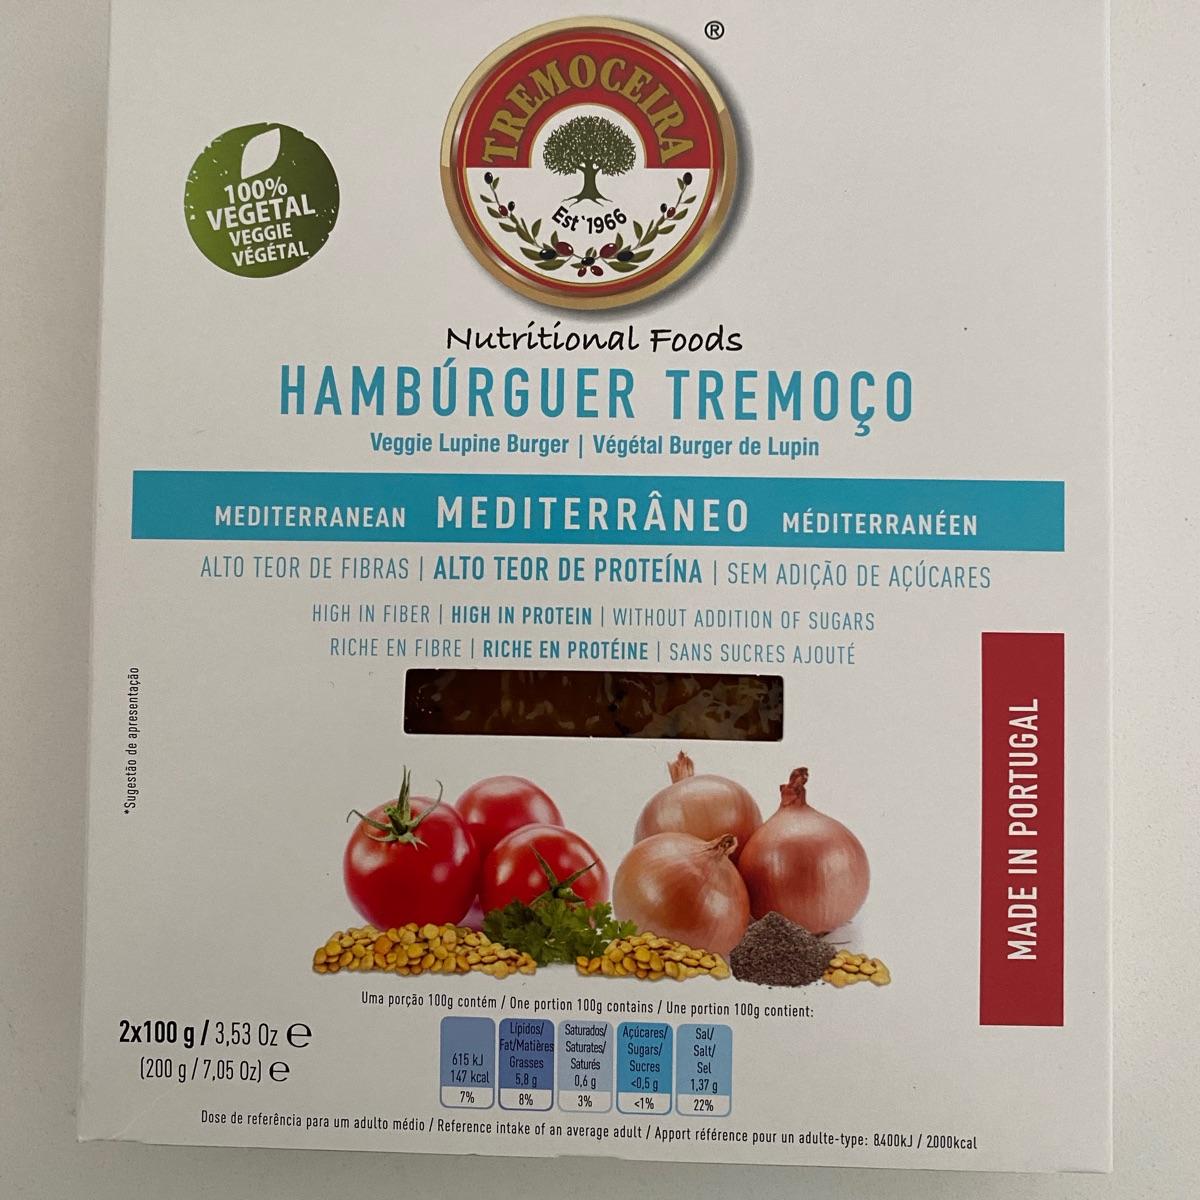 ®
TREMOCEIRA
Est '1966
100%
VEGETAL
VEGGIE
VÉGÉTAL
Nutritional Foods
HAMBÚRGUER TREMOÇO
Veggie Lupine Burger | Végétal Burger de Lupin
MEDITERRANEAN MEDITERRÂNEO MÉDITERRANÉEN
ALTO TEOR DE FIBRAS | ALTO TEOR DE PROTEÍNA | SEM ADIÇÃO DE AÇÚCARES
HIGH IN FIBER | HIGH IN PROTEIN | WITHOUT ADDITION OF SUGARS
RICHE EN FIBRE | RICHE EN PROTÉINE | SANS SUCRES AJOUTÉ
*Sugestão de apresentação
MADE IN PORTUGAL
Uma porção 100g contém / One portion 100g contains / Une portion 100g contient:
2x100 g / 3,53 Oz ℮
(200 g / 7,05 Oz) ℮
615 kJ
147 kcal
7%
Lípidos/
Fat/Matières
Grasses
5,8 g
8%
Saturados/
Saturates/
Saturés
0,6 g
3%
Açúcares/
Sugars/
Sucres
<0,5 g
<1%
Sal/
Salt/
Sel
1,37 g
22%
Dose de referência para um adulto médio / Reference intake of an average adult / Apport référence pour un adulte-type: 8.400kJ / 2.000kcal